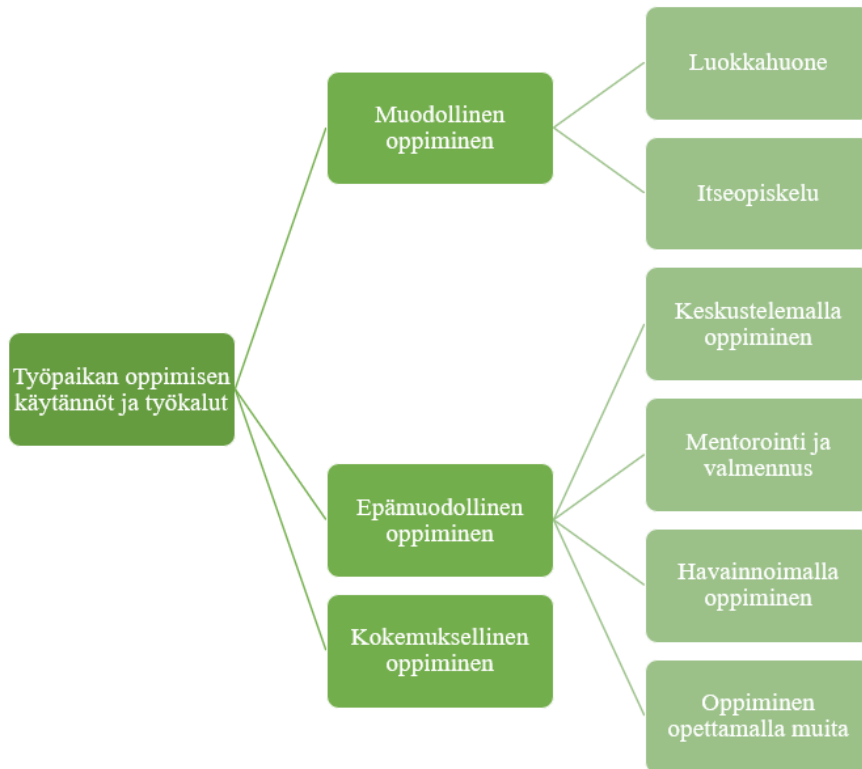 Työpaikan oppimisen
käytännöt ja työkalut
Muodollinen
oppiminen
Luokkahuone
Itseopiskelu
Epämuodollinen
oppiminen
Keskustelemalla
oppiminen
Mentorointi ja
valmennus
Havainnoimalla
oppiminen
Oppiminen
opettamalla muita
Kokemuksellinen
oppiminen